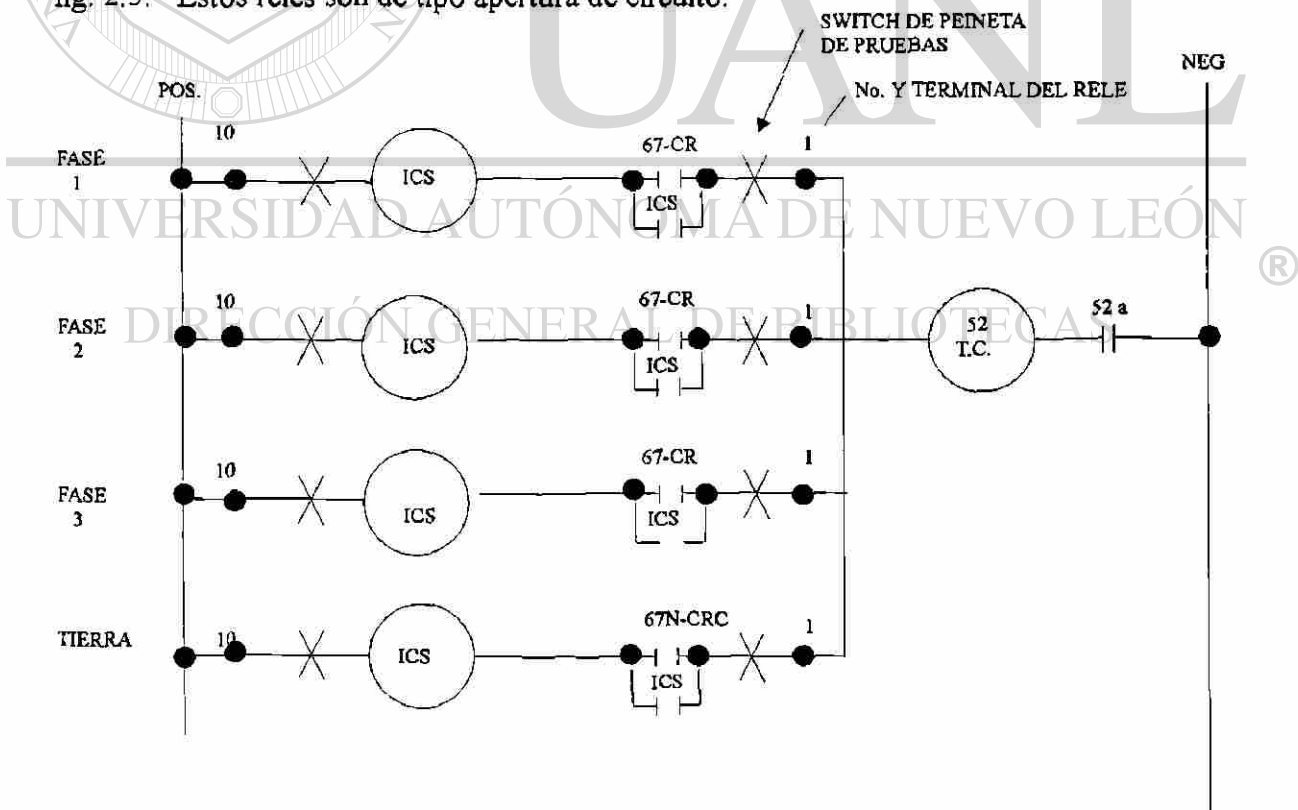 fig. 2.5. Estos relés son de tipo apertura de circuito.
UANL
SWITCH DE PEINETA
DE PRUEBAS
NEG
POS.
No. Y TERMINAL DEL RELE
FASE
1
10
ICS
67-CR
ICS
1
UNIVERSIDAD AUTÓNOMA DE NUEVO LEÓN
®
FASE
2
10
ICS
67-CR
ICS
1
52
T.C.
52 a
DIRECCIÓN GENERAL DE BIBLIOTECAS
FASE
3
10
ICS
67-CR
ICS
1
TIERRA
10
ICS
67N-CRC
ICS
1